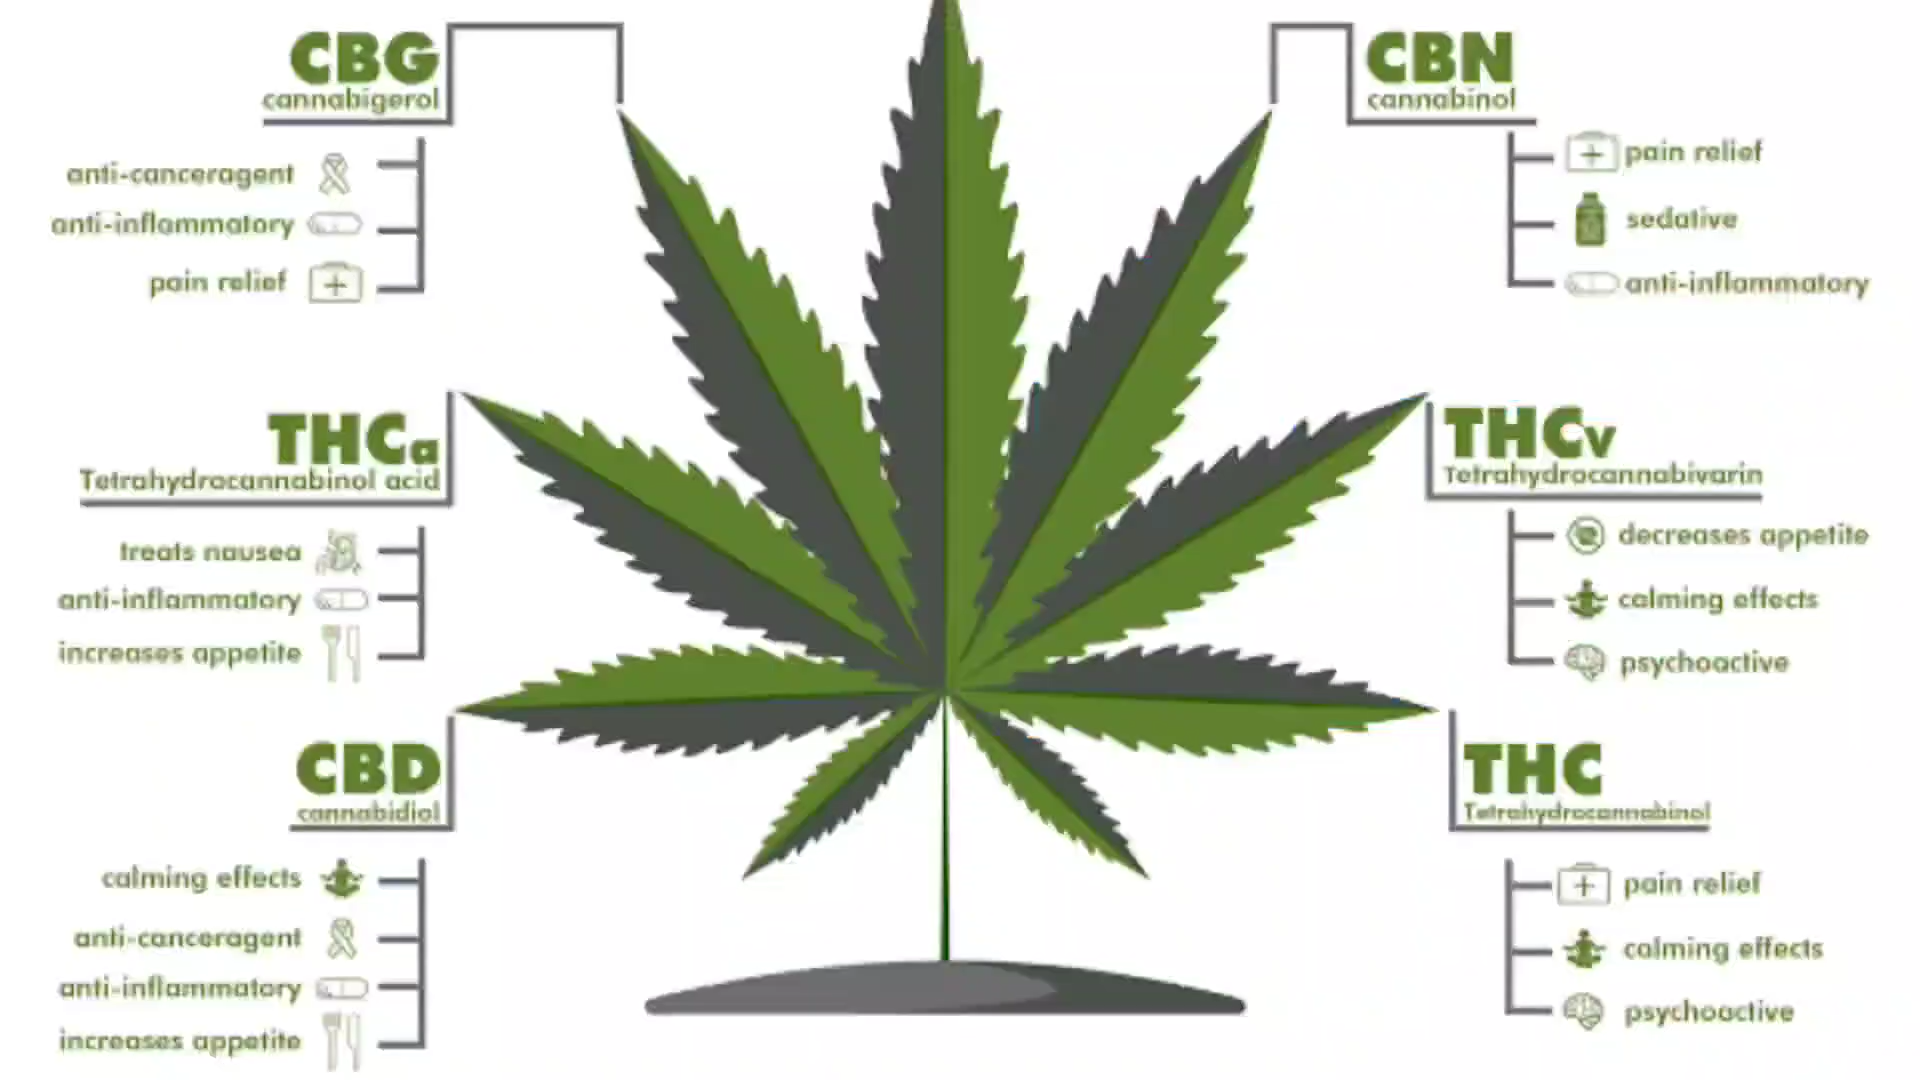 CBG
cannabigerol
anti-canceragent
anti-inflammatory
pain relief
THCa
Tetrahydrocannabinol acid
treats nausea
anti-inflammatory
increases appetite
CBD
cannabidiol
calming effects
anti-canceragent
anti-inflammatory
increases appetite
CBN
cannabinol
pain relief
sedative
anti-inflammatory
THCv
Tetrahydrocannabivarin
decreases appetite
calming effects
psychoactive
THC
Tetrahydrocannabinol
pain relief
calming effects
psychoactive